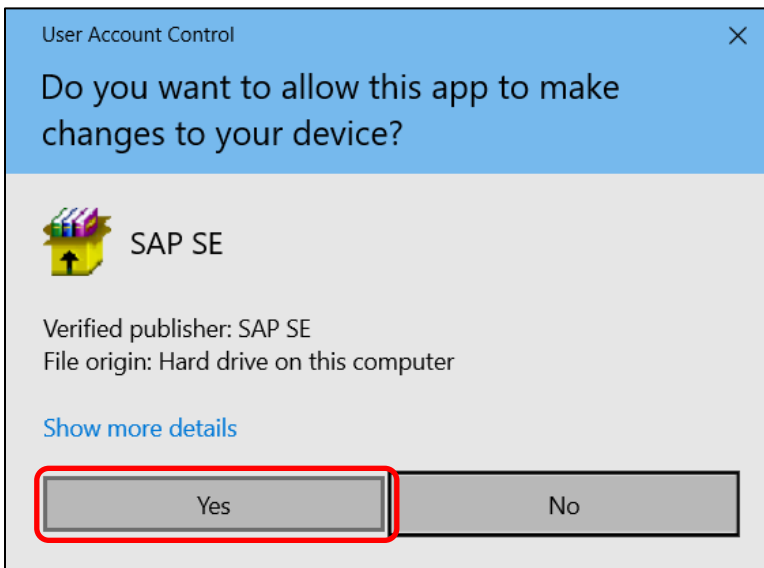 User Account Control
Do you want to allow this app to make
changes to your device?
SAP SE
Verified publisher: SAP SE
File origin: Hard drive on this computer
Show more details
Yes
No